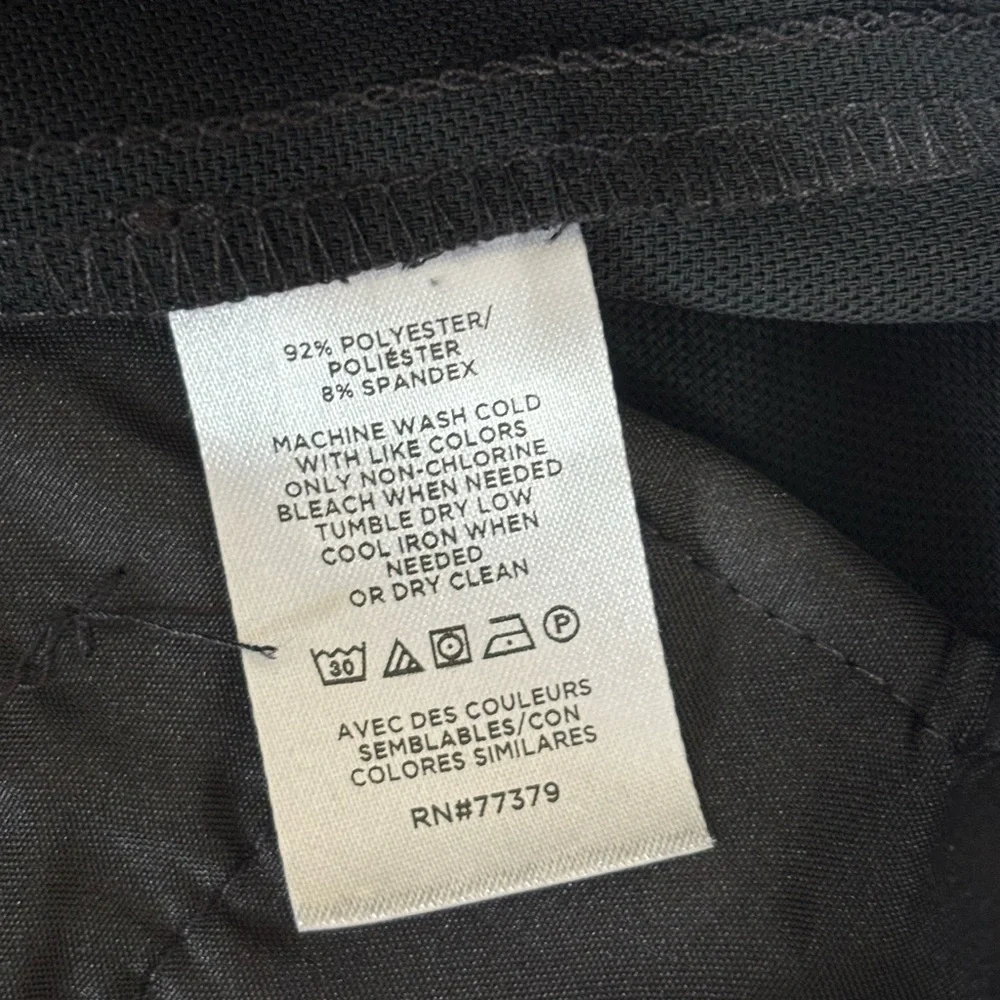 92% POLYESTER/
POLIÉSTER
8% SPANDEX
MACHINE WASH COLD
WITH LIKE COLORS
ONLY NON-CHLORINE
BLEACH WHEN NEEDED
TUMBLE DRY LOW
COOL IRON WHEN
NEEDED
OR DRY CLEAN
30 P
AVEC DES COULEURS
SEMBLABLES/CON
COLORES SIMILARES
RN#77379